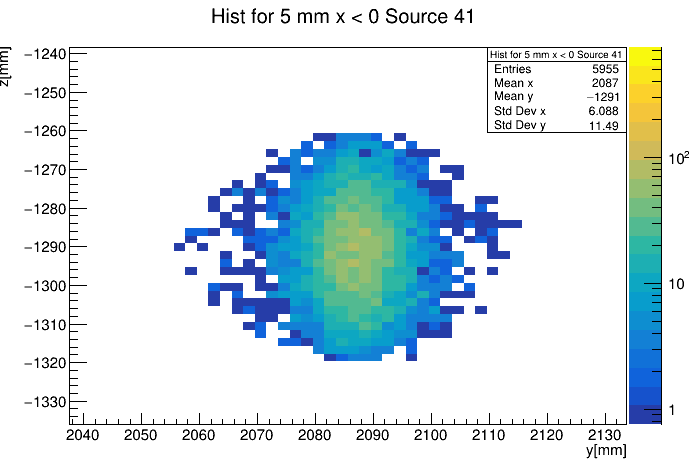 Hist for 5 mm x < 0 Source 41
z[mm]
Hist for 5 mm x < 0 Source 41
Entries 5955
Mean x 2087
Mean y −1291
Std Dev x 6.088
Std Dev y 11.49
−1240
−1250
−1260
−1270
−1280
−1290
−1300
−1310
−1320
−1330
2040 2050 2060 2070 2080 2090 2100 2110 2120 2130
y[mm]
10²
10
1